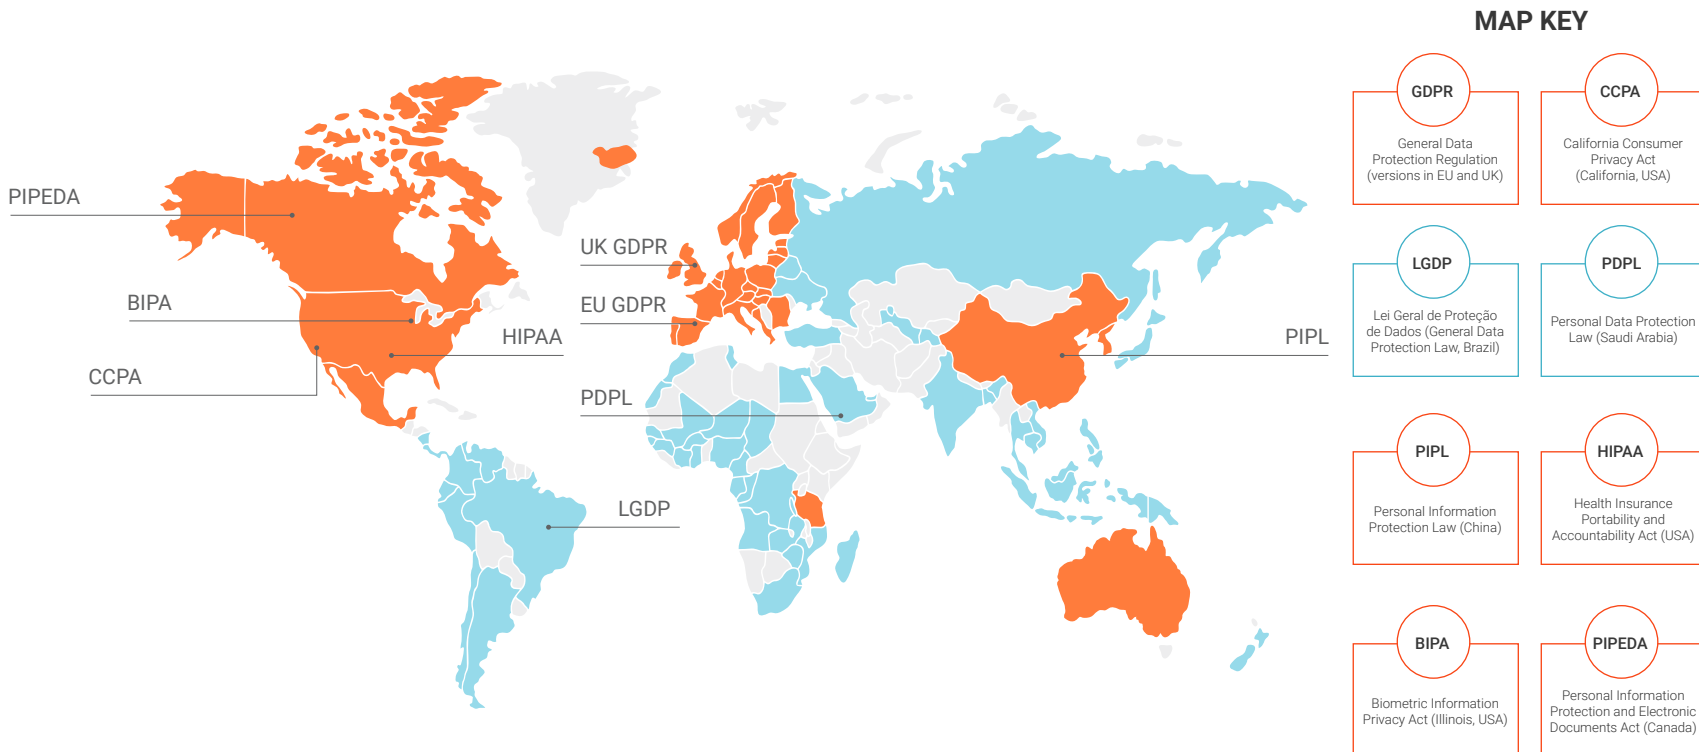 MAP KEY
PIPEDA
BIPA
CCPA
HIPAA
UK GDPR
EU GDPR
PDPL
LGDP
PIPL
GDPR
General Data
Protection Regulation
(versions in EU and UK)
CCPA
California Consumer
Privacy Act
(California, USA)
LGDP
Lei Geral de Proteção
de Dados (General Data
Protection Law, Brazil)
PDPL
Personal Data Protection
Law (Saudi Arabia)
PIPL
Personal Information
Protection Law (China)
HIPAA
Health Insurance
Portability and
Accountability Act (USA)
BIPA
Biometric Information
Privacy Act (Illinois, USA)
PIPEDA
Personal Information
Protection and Electronic
Documents Act (Canada)